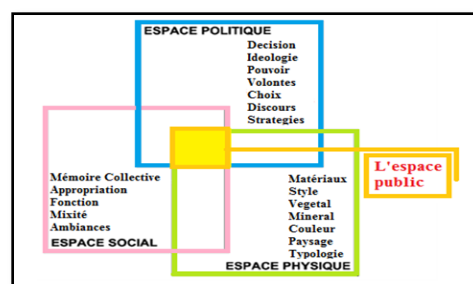 ESPACE POLITIQUE
Decision
Ideologie
Pouvoir
Volontes
Choix
Discours
Strategies
Mémoire Collective
Appropriation
Fonction
Mixité
Ambiances
ESPACE SOCIAL
Matériaux
Style
Vegetal
Mineral
Couleur
Paysage
Typologie
ESPACE PHYSIQUE
L'espace
public